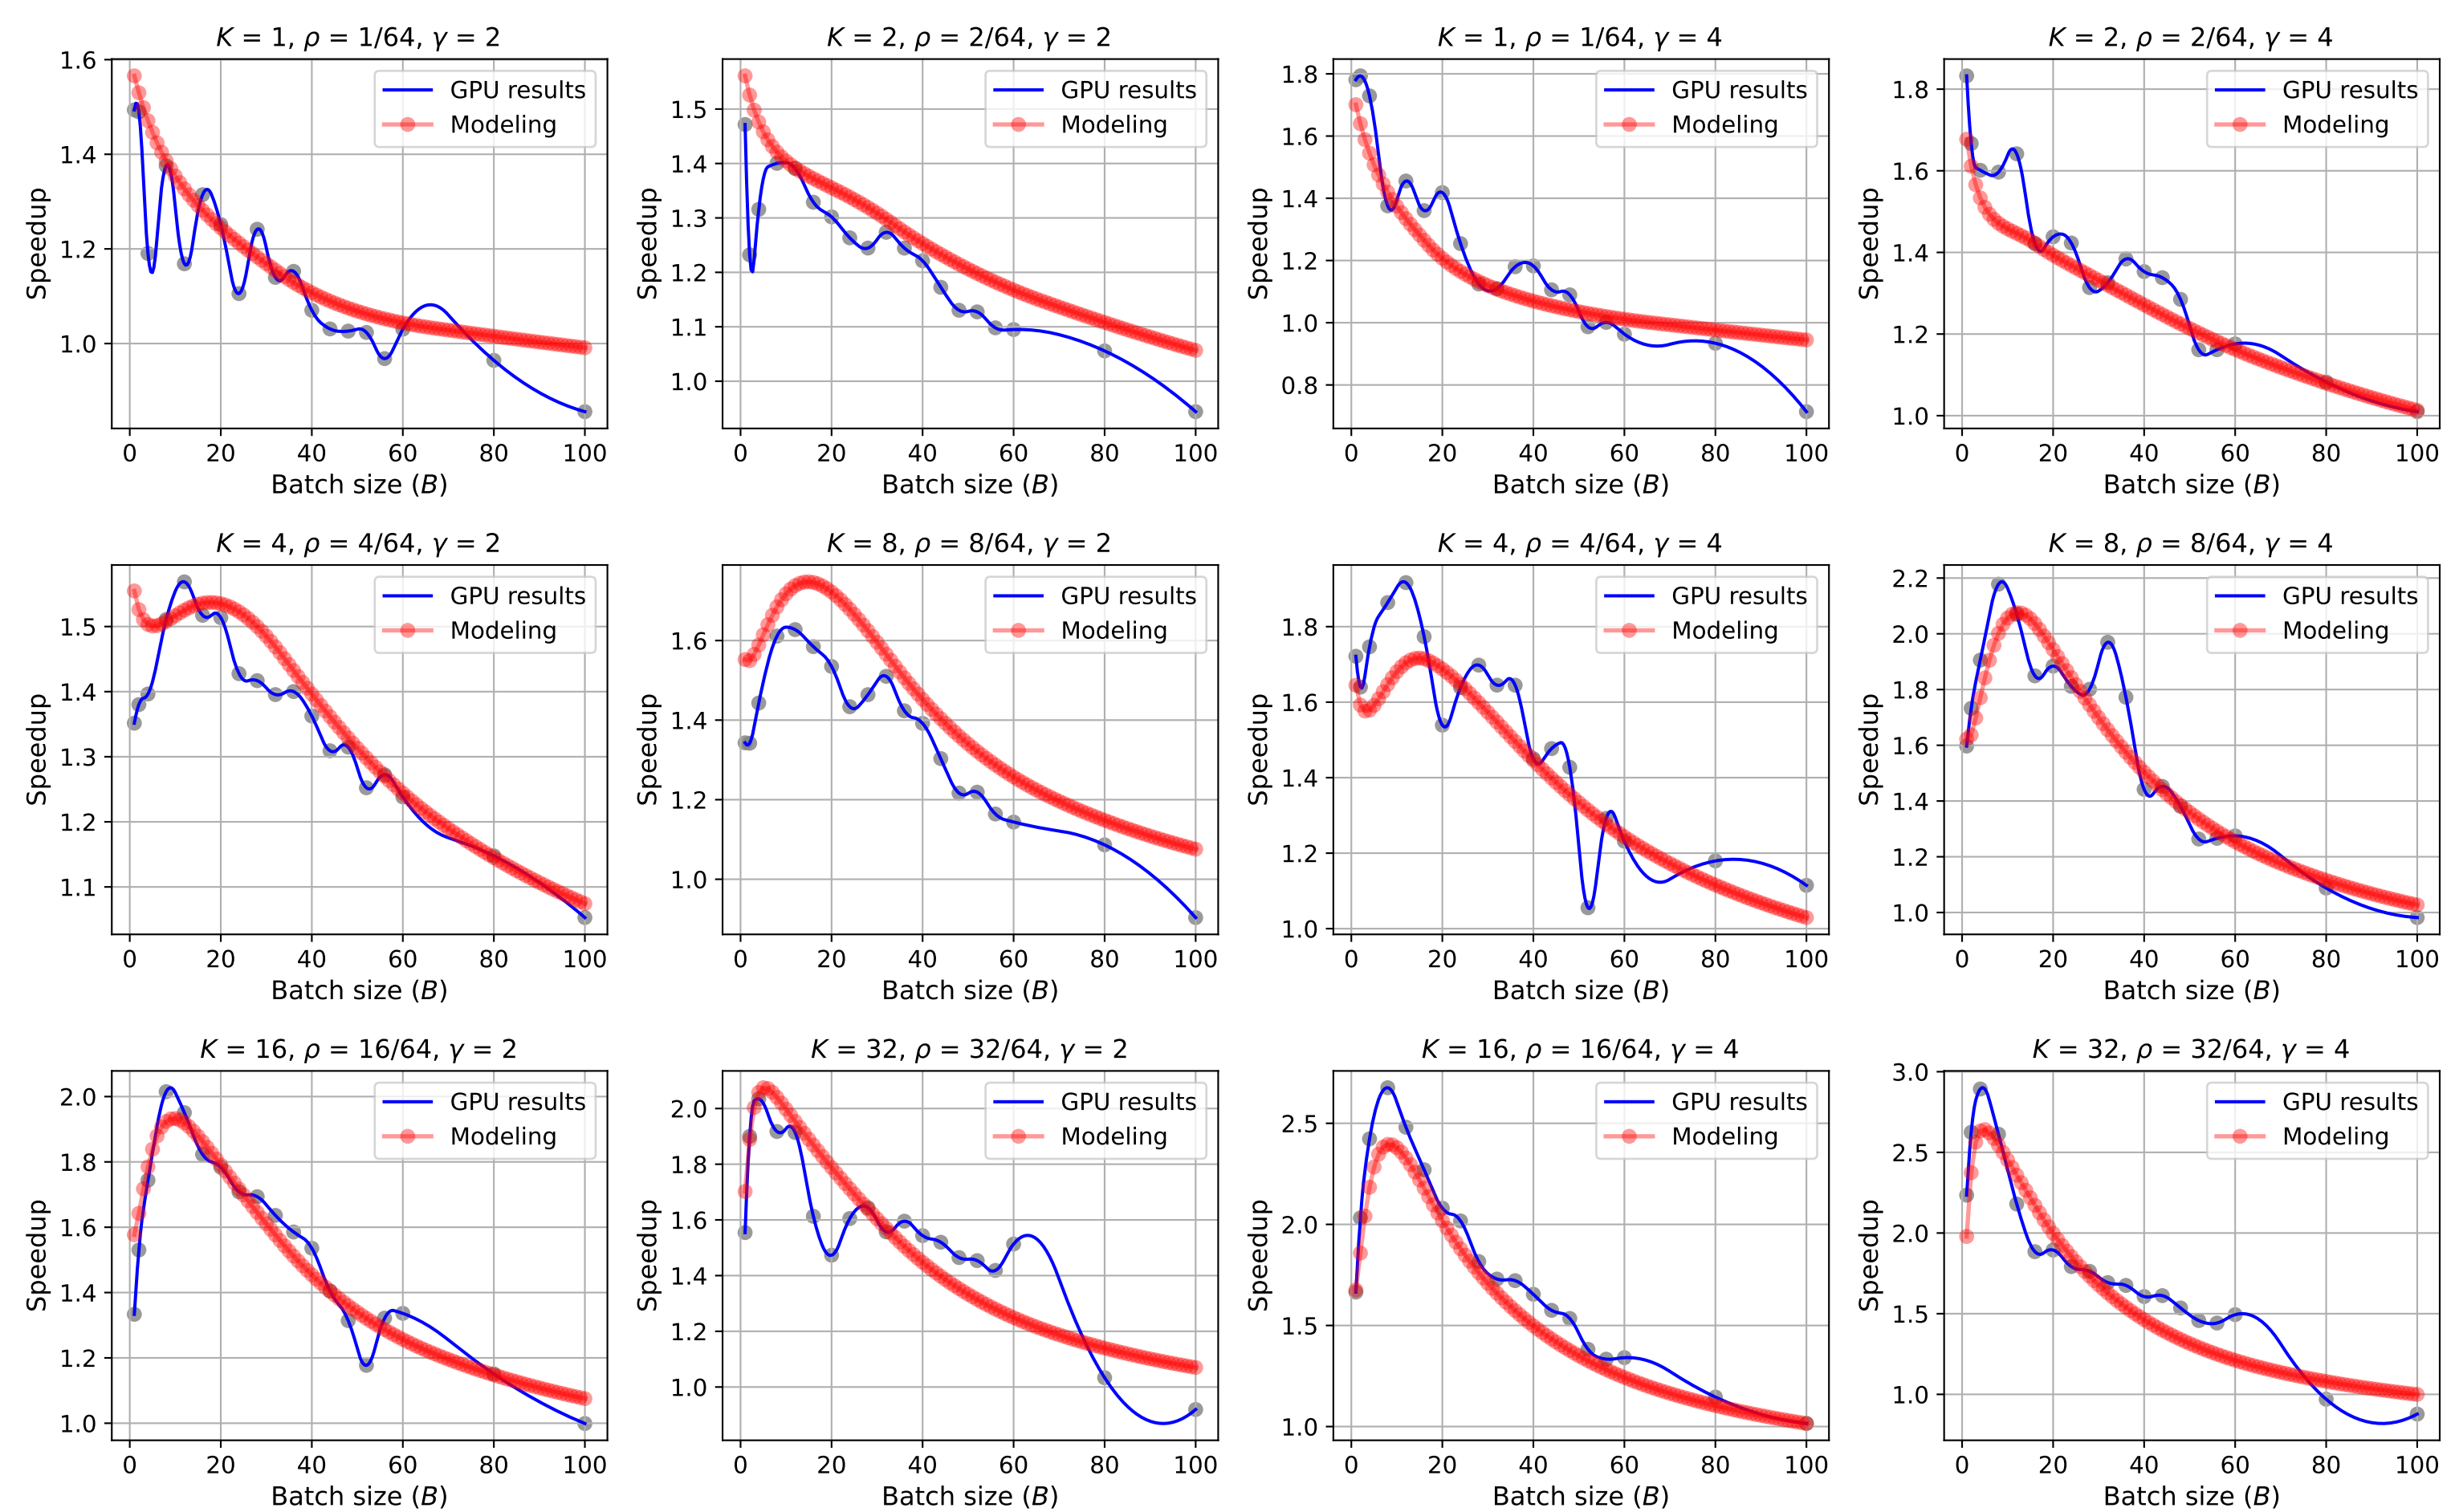 K = 1, ρ = 1/64, γ = 2
1.6
1.4
1.2
1.0
Speedup
GPU results
Modeling
0 20 40 60 80 100
Batch size (B)
K = 2, ρ = 2/64, γ = 2
1.5
1.4
1.3
1.2
1.1
1.0
Speedup
GPU results
Modeling
0 20 40 60 80 100
Batch size (B)
K = 1, ρ = 1/64, γ = 4
1.8
1.6
1.4
1.2
1.0
0.8
Speedup
GPU results
Modeling
0 20 40 60 80 100
Batch size (B)
K = 2, ρ = 2/64, γ = 4
1.8
1.6
1.4
1.2
1.0
Speedup
GPU results
Modeling
0 20 40 60 80 100
Batch size (B)
K = 4, ρ = 4/64, γ = 2
1.5
1.4
1.3
1.2
1.1
Speedup
GPU results
Modeling
0 20 40 60 80 100
Batch size (B)
K = 8, ρ = 8/64, γ = 2
1.6
1.4
1.2
1.0
Speedup
GPU results
Modeling
0 20 40 60 80 100
Batch size (B)
K = 4, ρ = 4/64, γ = 4
1.8
1.6
1.4
1.2
1.0
Speedup
GPU results
Modeling
0 20 40 60 80 100
Batch size (B)
K = 8, ρ = 8/64, γ = 4
2.2
2.0
1.8
1.6
1.4
1.2
1.0
Speedup
GPU results
Modeling
0 20 40 60 80 100
Batch size (B)
K = 16, ρ = 16/64, γ = 2
2.0
1.8
1.6
1.4
1.2
1.0
Speedup
GPU results
Modeling
0 20 40 60 80 100
Batch size (B)
K = 32, ρ = 32/64, γ = 2
2.0
1.8
1.6
1.4
1.2
1.0
Speedup
GPU results
Modeling
0 20 40 60 80 100
Batch size (B)
K = 16, ρ = 16/64, γ = 4
2.5
2.0
1.5
1.0
Speedup
GPU results
Modeling
0 20 40 60 80 100
Batch size (B)
K = 32, ρ = 32/64, γ = 4
3.0
2.5
2.0
1.5
1.0
Speedup
GPU results
Modeling
0 20 40 60 80 100
Batch size (B)